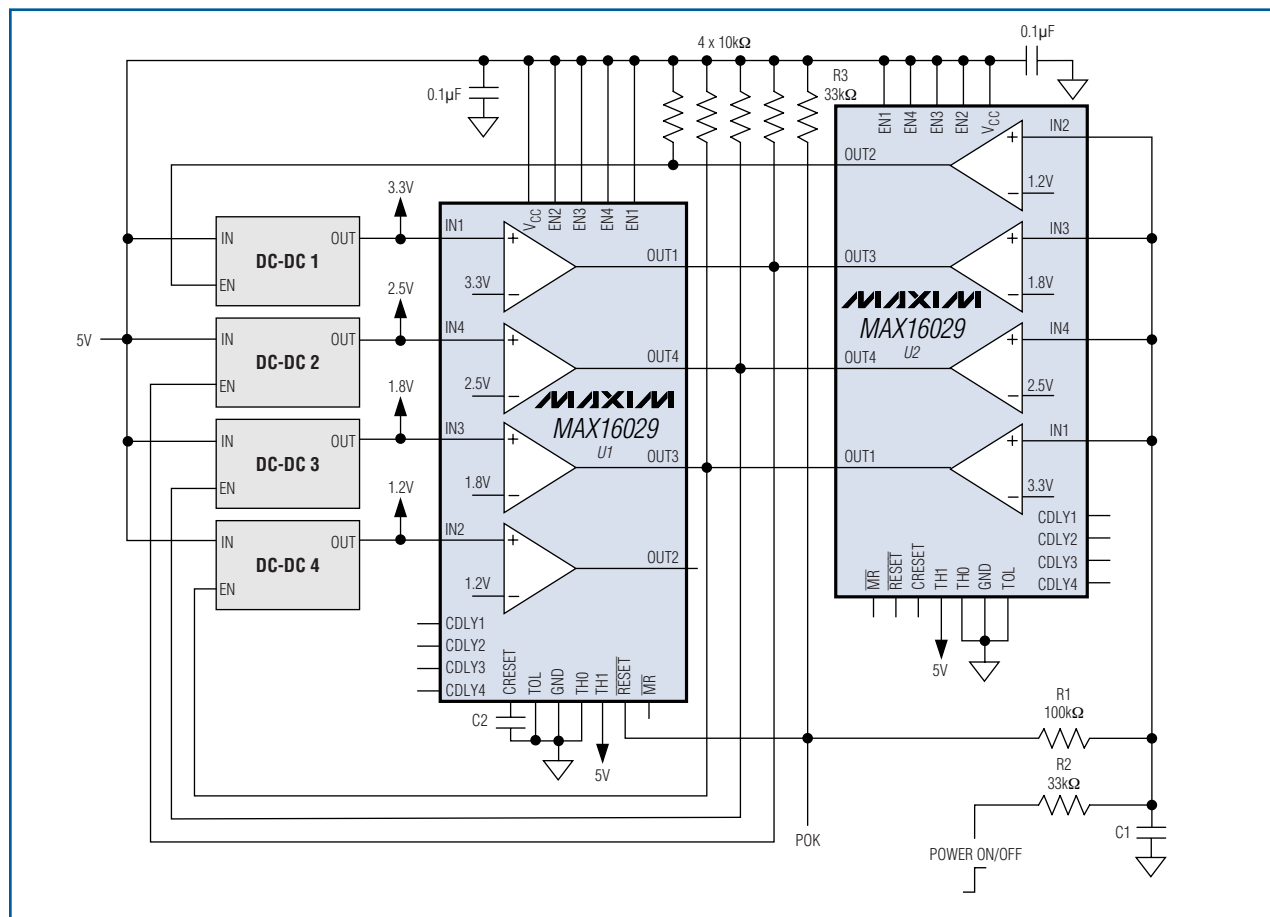 0.1µF
4 x 10kΩ
R3
33kΩ
0.1µF
EN1
EN4
EN3
EN2
VCC
IN2
OUT2
1.2V
3.3V
VCC
EN2
EN3
EN4
EN1
IN
OUT
DC-DC 1
EN
IN1
OUT1
3.3V
OUT3
IN3
1.8V
MAXIM
MAX16029
U2
2.5V
5V
IN
OUT
DC-DC 2
EN
IN4
OUT4
2.5V
OUT4
IN4
2.5V
MAXIM
MAX16029
U1
1.8V
IN
OUT
DC-DC 3
EN
IN3
OUT3
1.8V
OUT1
IN1
3.3V
1.2V
IN
OUT
DC-DC 4
EN
IN2
OUT2
1.2V
CDLY1
CDLY2
CDLY3
CDLY4
MR
RESET
CRESET
TH1
TH0
GND
TOL
5V
CDLY1
CDLY2
CDLY3
CDLY4
CRESET
TOL
GND
TH0
TH1
RESET
MR
C2
5V
R1
100kΩ
R2
33kΩ
C1
POK
POWER ON/OFF